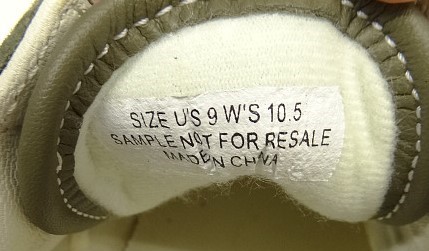 SIZE U'S 9 W'S 10.5
SAMPLE NOT FOR RESALE
MADE IN CHINA